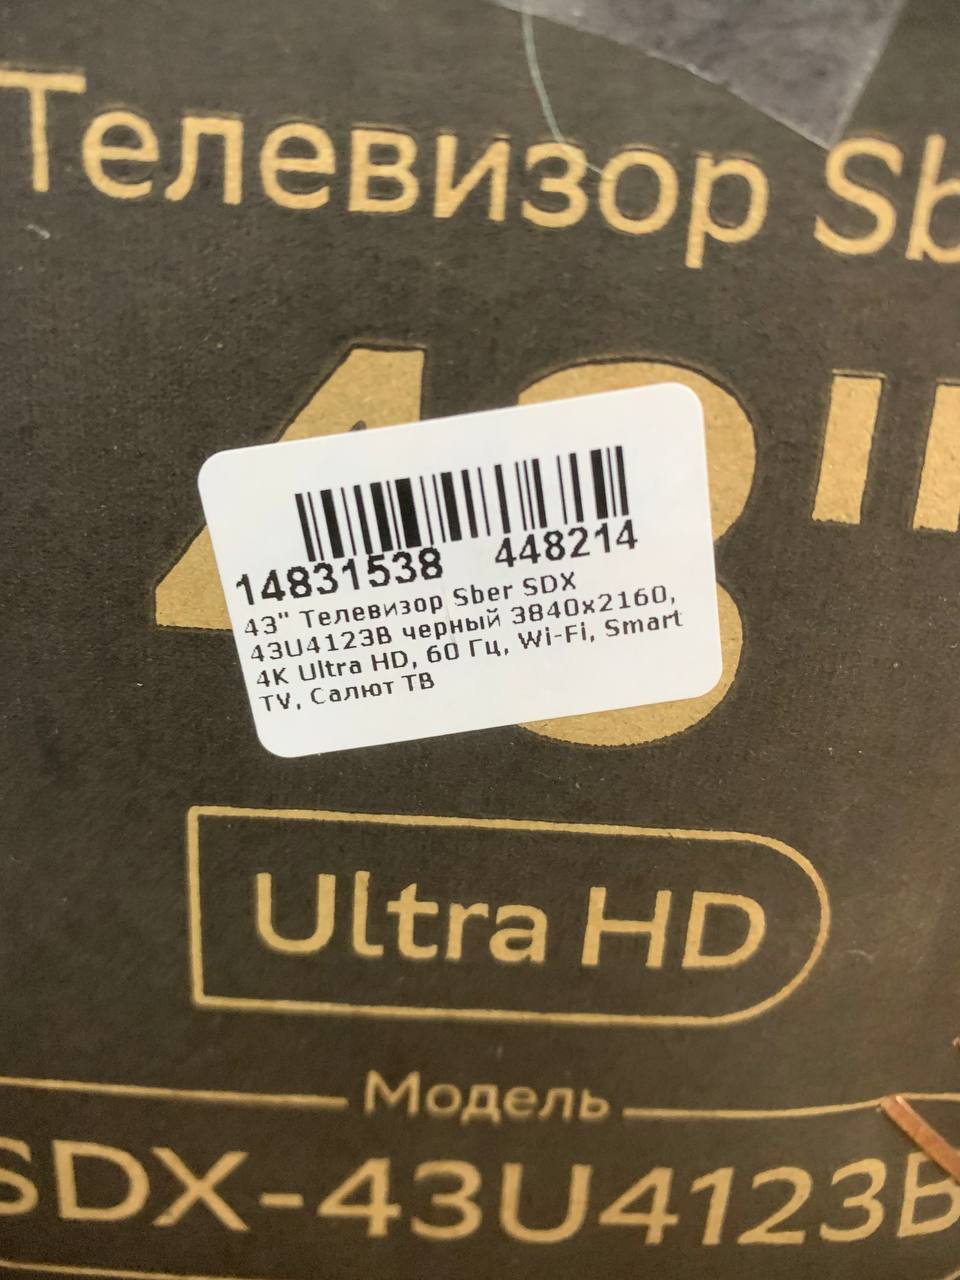 Телевизор Sb
43"
14831538 448214
43" Телевизор Sber SDX
43U4123B черный 3840x2160,
4K Ultra HD, 60 Гц, Wi-Fi, Smart
TV, Салют ТВ
Ultra HD
Модель
SDX-43U4123B